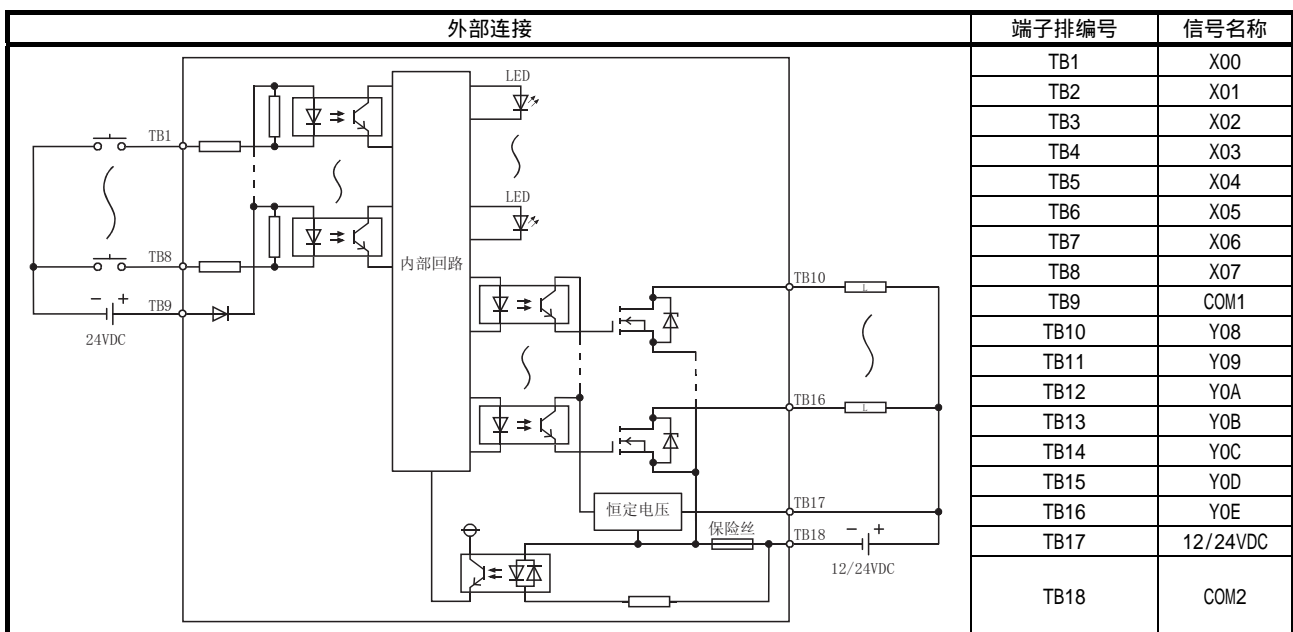 外部连接
端子排编号 信号名称
TB1 X00
TB2 X01
TB3 X02
TB4 X03
TB5 X04
TB6 X05
TB7 X06
TB8 X07
TB9 COM1
TB10 Y08
TB11 Y09
TB12 Y0A
TB13 Y0B
TB14 Y0C
TB15 Y0D
TB16 Y0E
TB17 12/24VDC
TB18 COM2
LED
TB1
LED
TB8
内部回路
TB10
L
− +
TB9
24VDC
TB16
L
恒定电压
TB17
保险丝
TB18
− +
12/24VDC